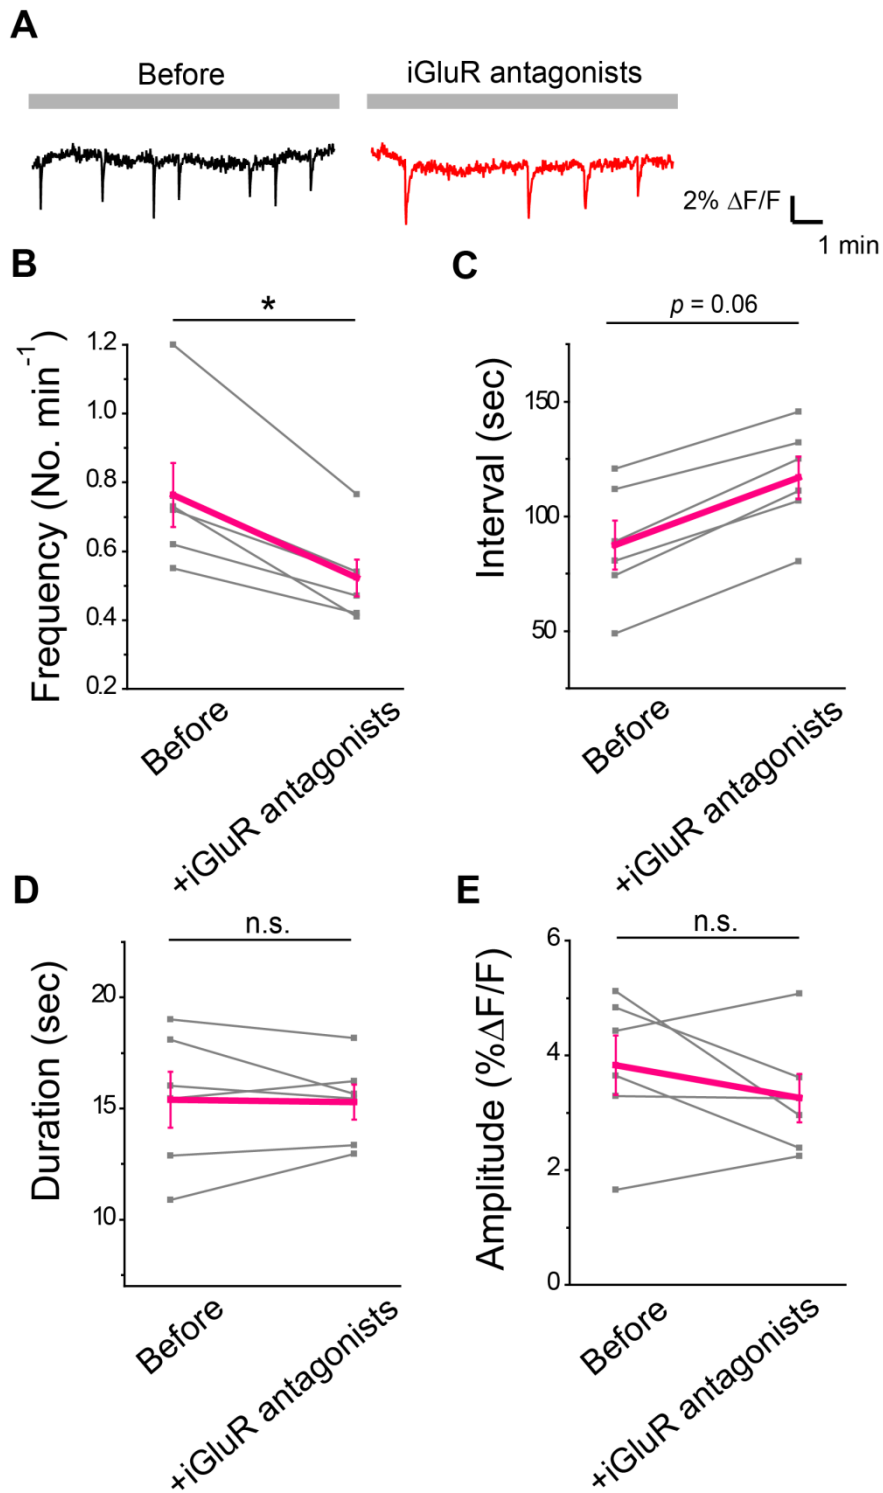 A
Before
iGluR antagonists
2% ΔF/F
1 min
B
*
Frequency (No. min⁻¹)
1.2
1.0
0.8
0.6
0.4
0.2
Before
+iGluR antagonists
C
p = 0.06
Interval (sec)
150
100
50
Before
+iGluR antagonists
D
n.s.
Duration (sec)
20
15
10
Before
+iGluR antagonists
E
n.s.
Amplitude (%ΔF/F)
6
4
2
0
Before
+iGluR antagonists